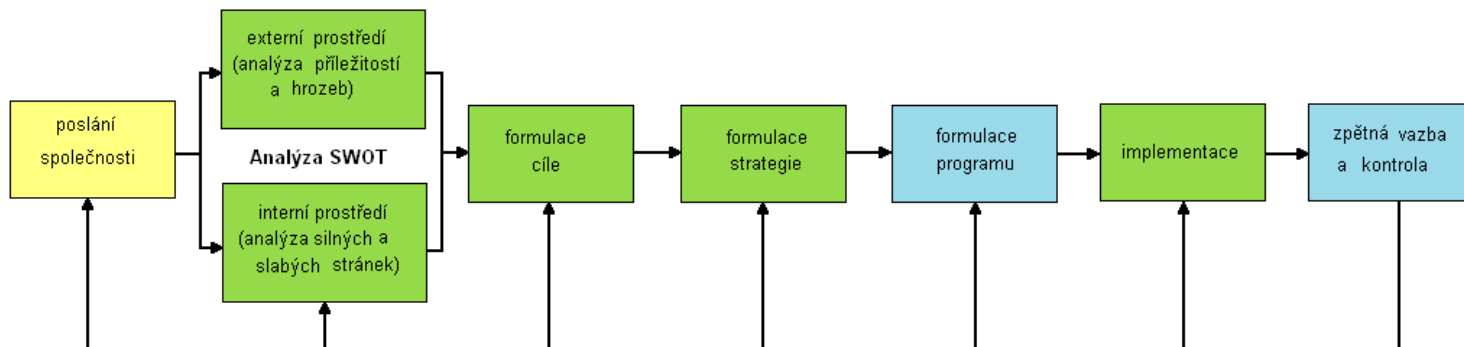 poslání
společnosti
externí prostředí
(analýza příležitostí
a hrozeb)
Analýza SWOT
interní prostředí
(analýza silných a
slabých stránek)
formulace
cíle
formulace
strategie
formulace
programu
implementace
zpětná vazba
a kontrola